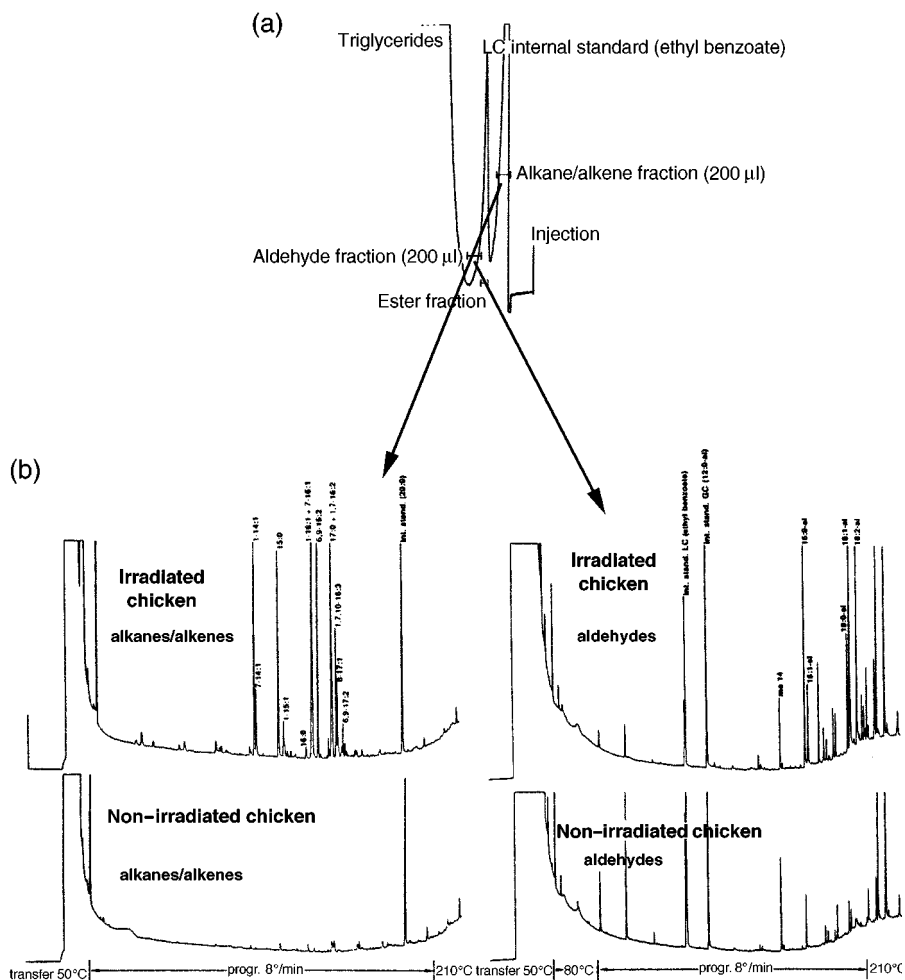 (a)
Triglycerides
LC internal standard (ethyl benzoate)
Alkane/alkene fraction (200 µl)
Injection
Aldehyde fraction (200 µl)
Ester fraction
(b)
Irradiated
chicken
alkanes/alkenes
1-14:1
7-14:1
15:0
1-15:1
16:0
1-16:1 + 7-16:1
6,9-16:2
17:0 + 1,7-16:2
1,7,10-16:3
8-17:1
6,9-17:2
int. stand. (20:0)
Irradiated
chicken
aldehydes
int. stand. LC (ethyl benzoate)
int. stand. GC (12:0-al)
me 14
16:0-al
16:1-al
18:0-al
18:1-al
18:2-al
Non-irradiated chicken
alkanes/alkenes
Non-irradiated chicken
aldehydes
transfer 50°C
progr. 8°/min
210°C
transfer 50°C
80°C
progr. 8°/min
210°C